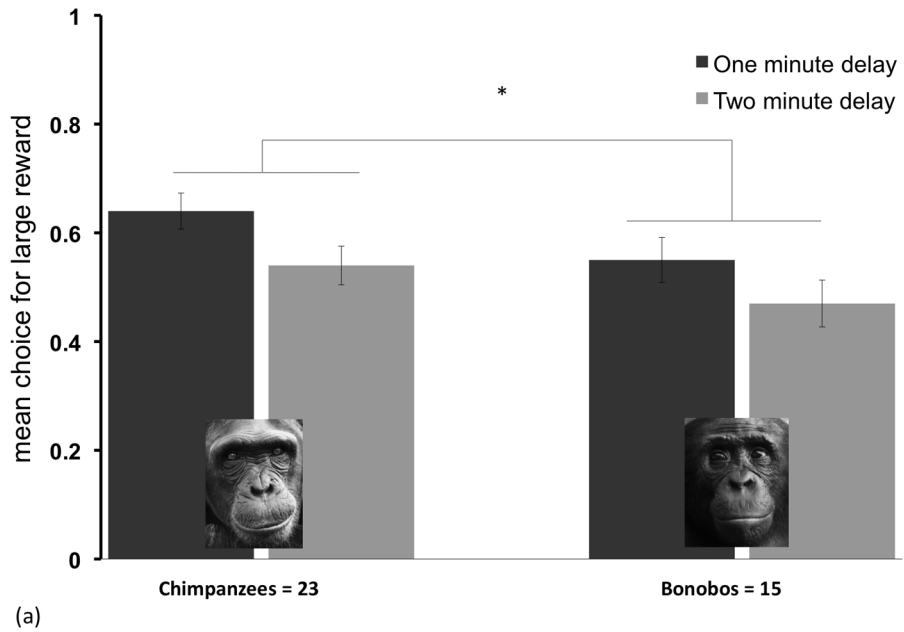 1
One minute delay
Two minute delay
*
0.8
0.6
0.4
0.2
0
mean choice for large reward
Chimpanzees = 23
Bonobos = 15
(a)